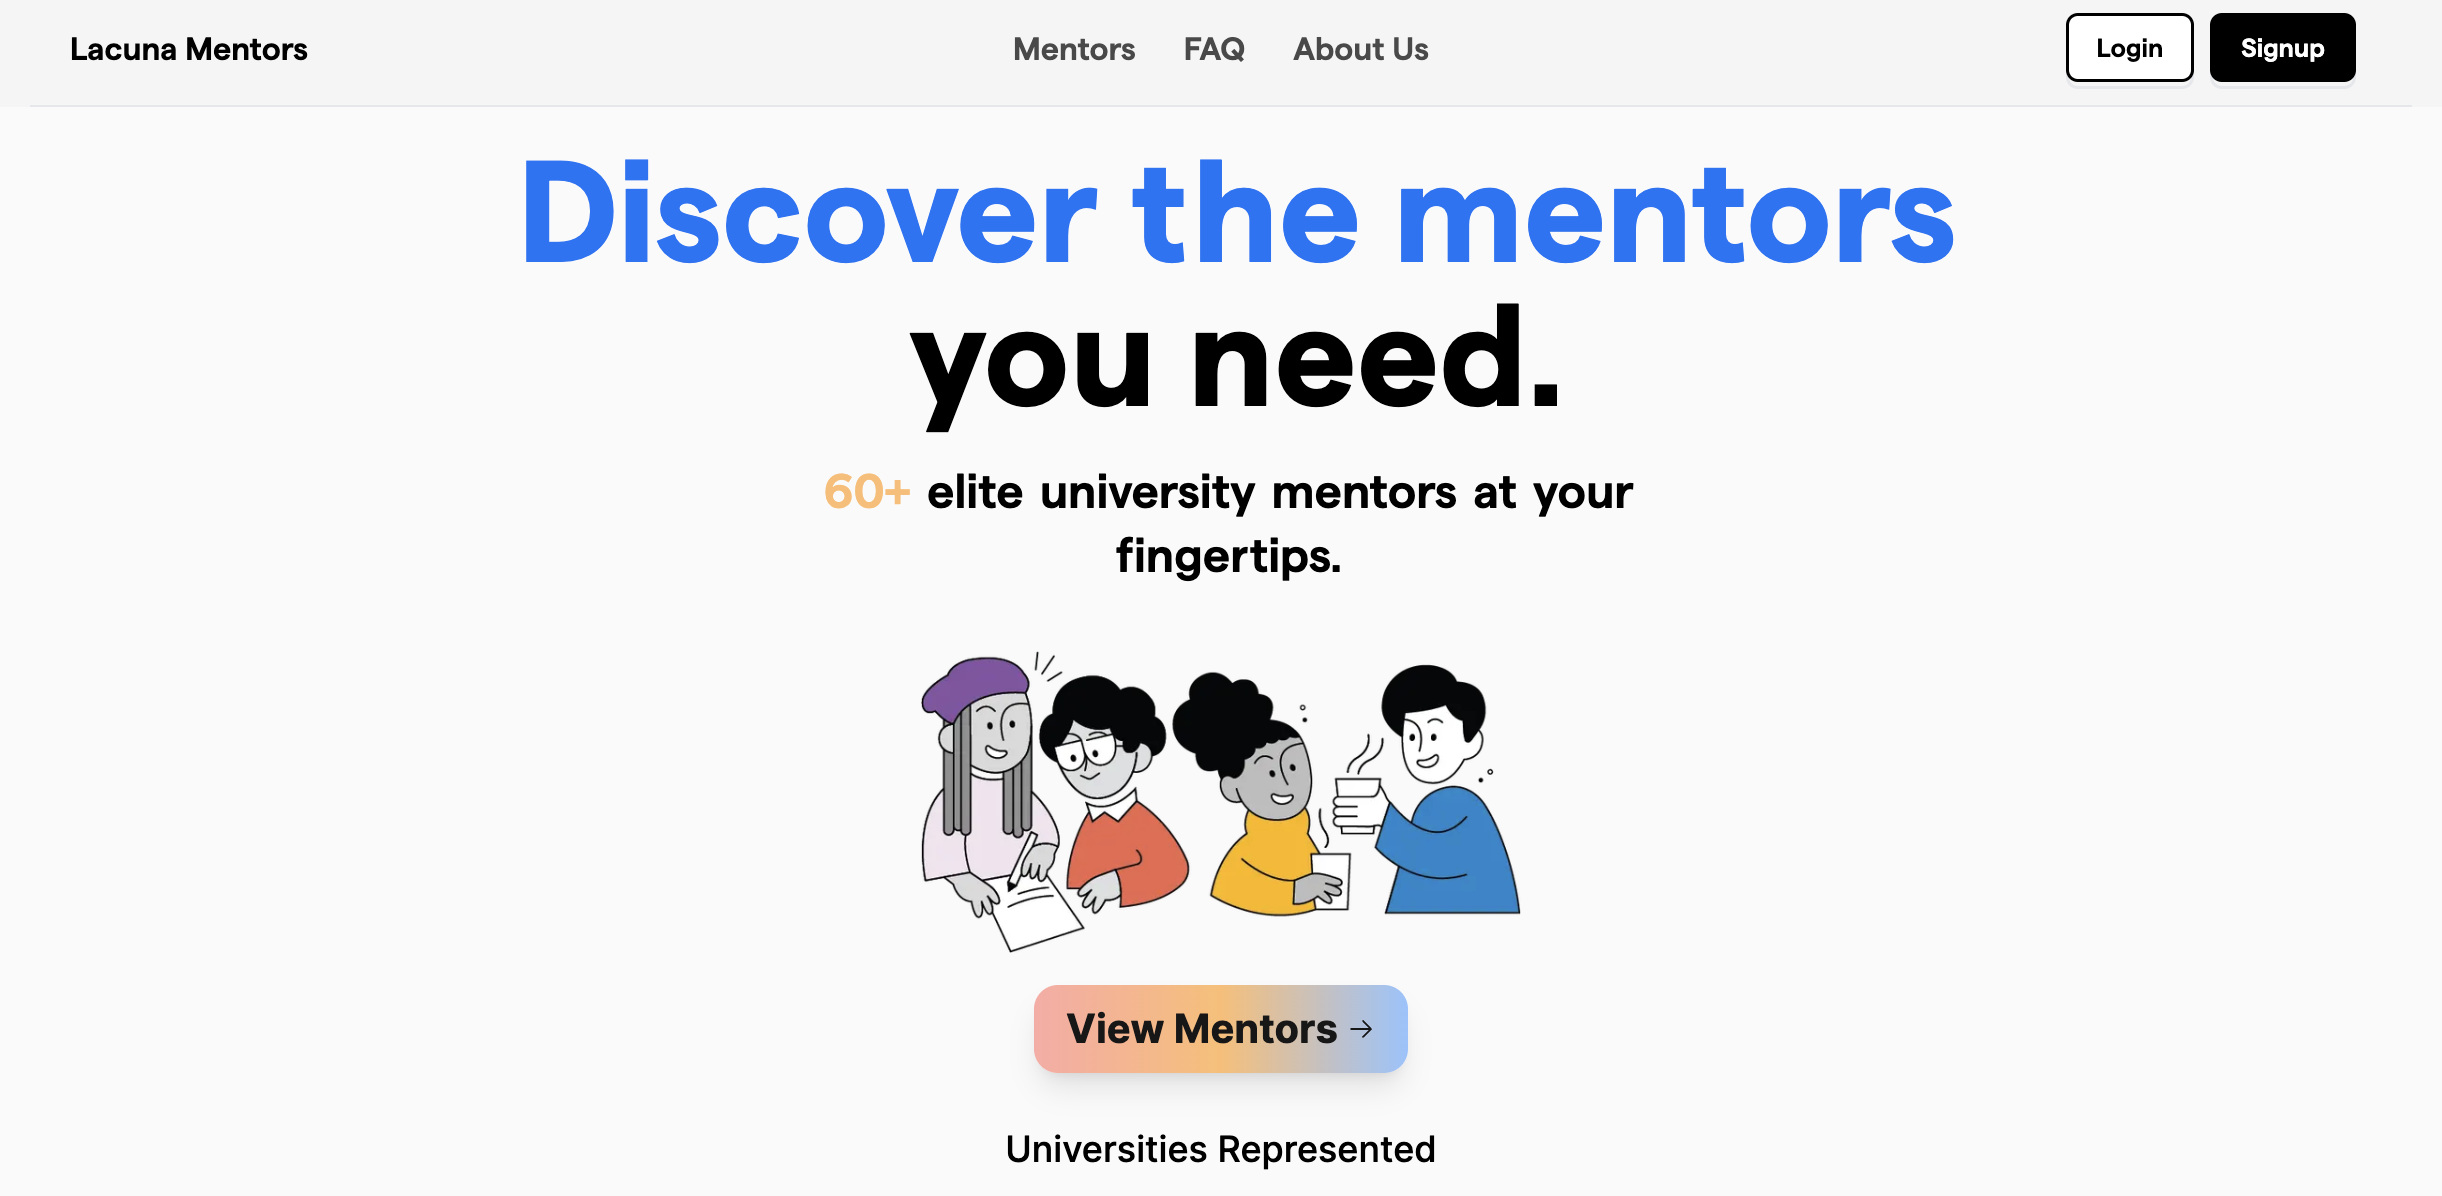 Lacuna Mentors
Mentors
FAQ
About Us
Login
Signup
Discover the mentors
you need.
60+ elite university mentors at your
fingertips.
View Mentors →
Universities Represented